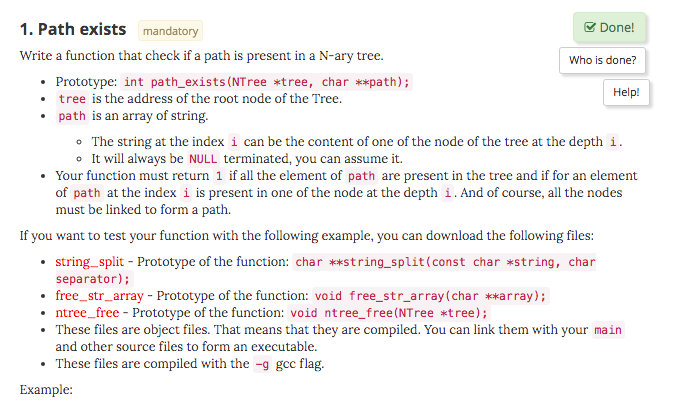 1. Path exists mandatory
Done!
Who is done?
Help!
Write a function that check if a path is present in a N-ary tree.
• Prototype: int path_exists(NTree *tree, char **path);
• tree is the address of the root node of the Tree.
• path is an array of string.
◦ The string at the index i can be the content of one of the node of the tree at the depth i.
◦ It will always be NULL terminated, you can assume it.
• Your function must return 1 if all the element of path are present in the tree and if for an element
of path at the index i is present in one of the node at the depth i. And of course, all the nodes
must be linked to form a path.
If you want to test your function with the following example, you can download the following files:
• string_split - Prototype of the function: char **string_split(const char *string, char
separator);
• free_str_array - Prototype of the function: void free_str_array(char **array);
• ntree_free - Prototype of the function: void ntree_free(NTree *tree);
• These files are object files. That means that they are compiled. You can link them with your main
and other source files to form an executable.
• These files are compiled with the -g gcc flag.
Example: